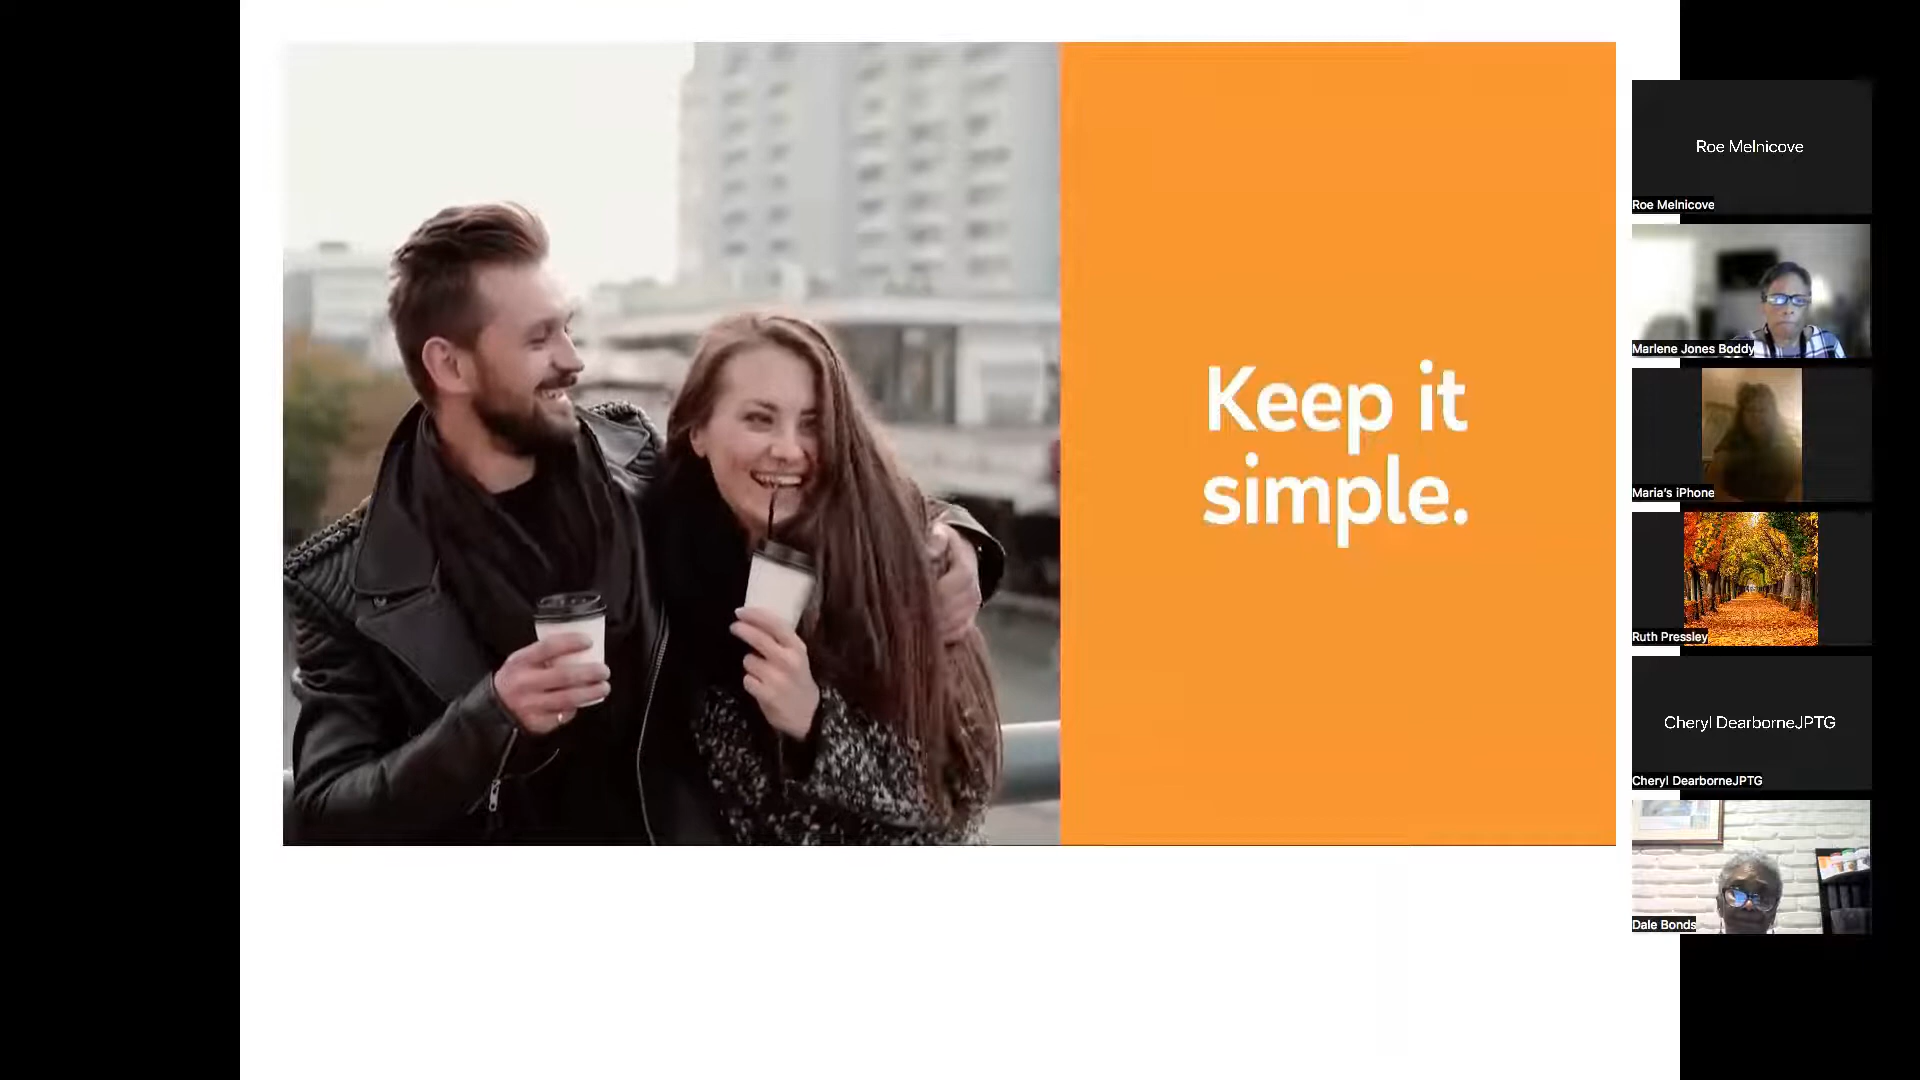 Keep it
simple.
Roe Melnicove
Roe Melnicove
Marlene Jones Boddy
Maria's iPhone
Ruth Pressley
Cheryl DearborneJPTG
Cheryl DearborneJPTG
Dale Bonds